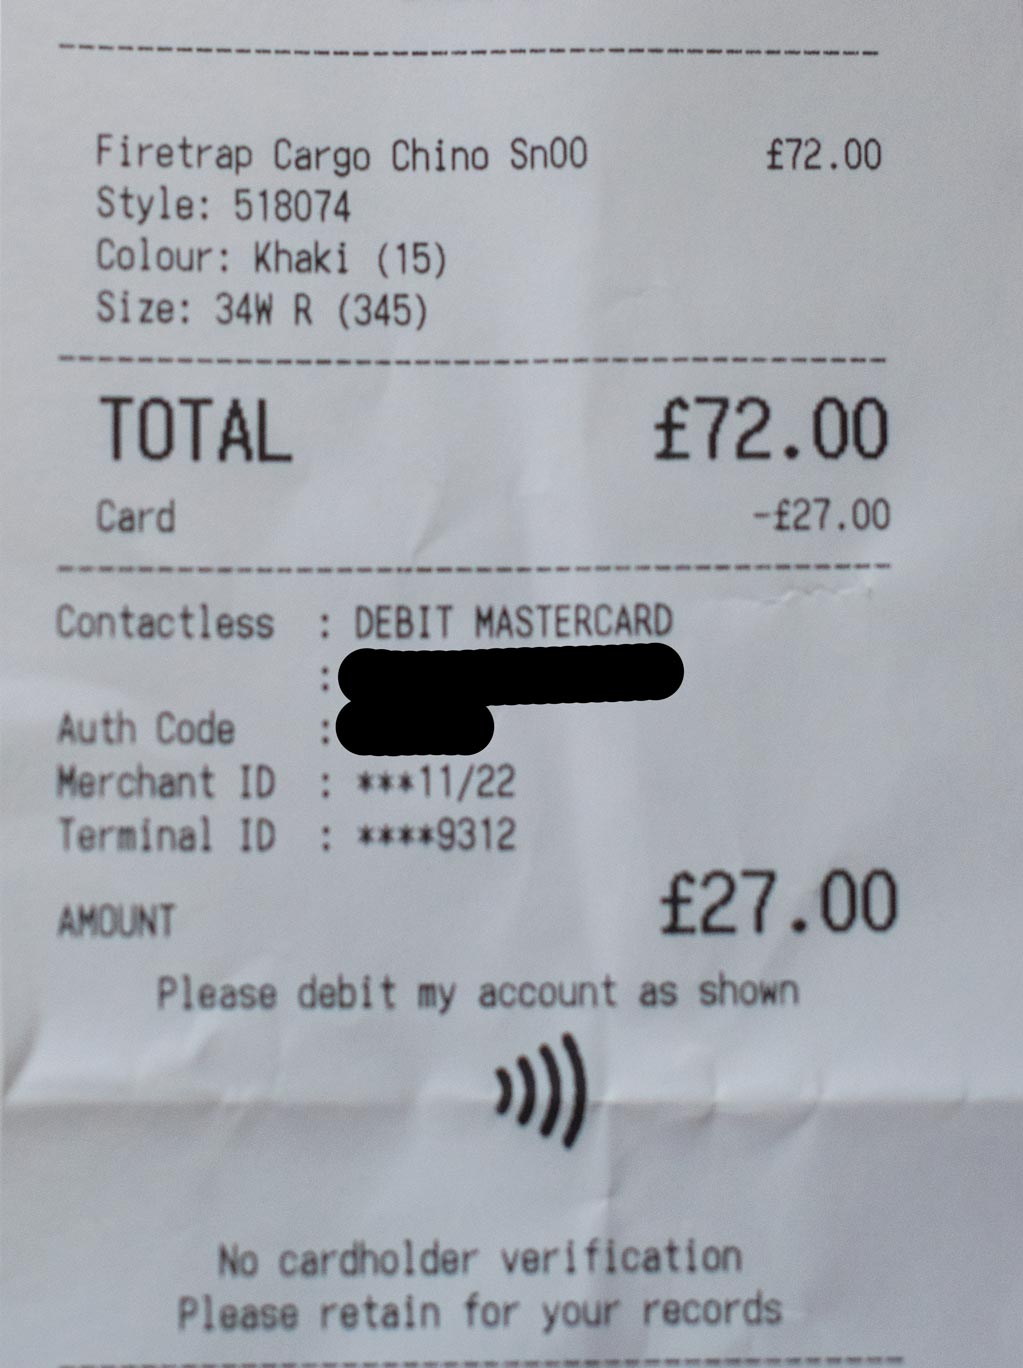 Firetrap Cargo Chino Sn00 £72.00
Style: 518074
Colour: Khaki (15)
Size: 34W R (345)
TOTAL £72.00
Card -£27.00
Contactless : DEBIT MASTERCARD
:
Auth Code :
Merchant ID : ***11/22
Terminal ID : ****9312
AMOUNT £27.00
Please debit my account as shown
No cardholder verification
Please retain for your records